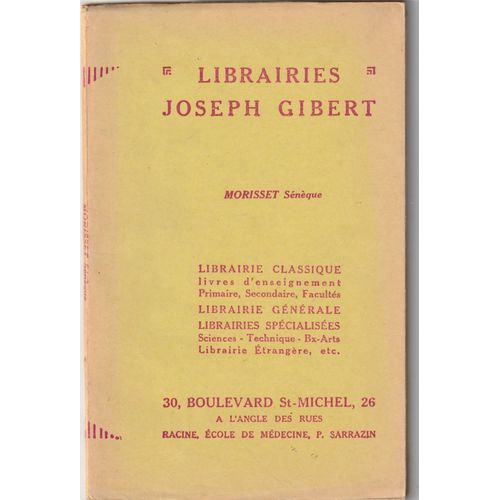 LIBRAIRIES
JOSEPH GIBERT
MORISSET Sénèque
LIBRAIRIE CLASSIQUE
livres d'enseignement
Primaire, Secondaire, Facultés
LIBRAIRIE GÉNÉRALE
LIBRAIRIES SPÉCIALISÉES
Sciences - Technique - Bx-Arts
Librairie Étrangère, etc.
30, BOULEVARD St-MICHEL, 26
A L'ANGLE DES RUES
RACINE, ÉCOLE DE MÉDECINE, P. SARRAZIN
MORISSET Sénèque